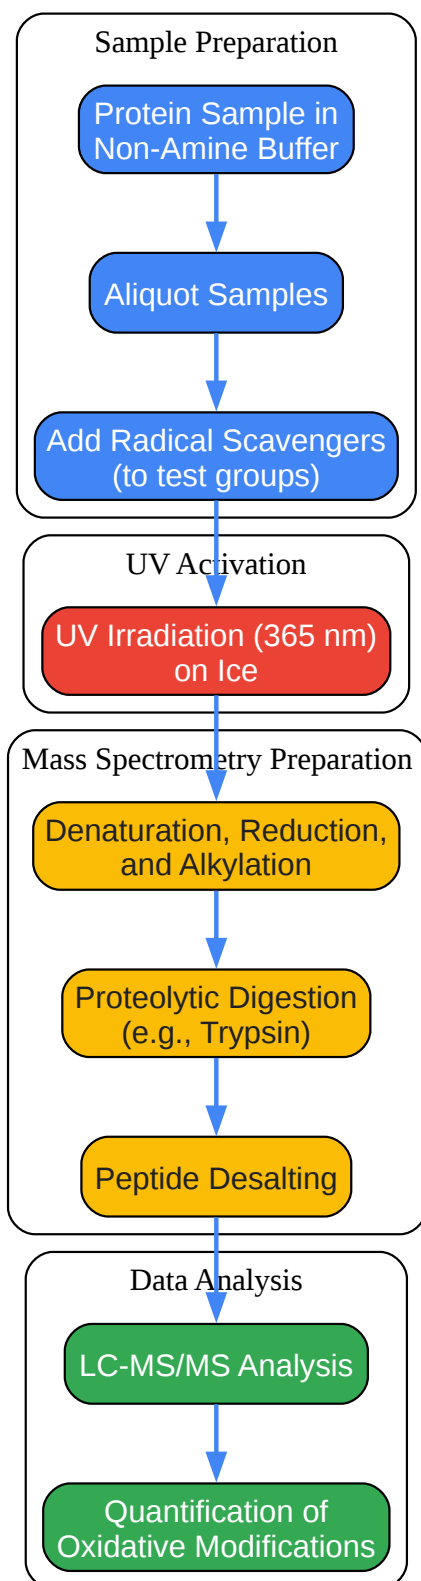 Sample Preparation
Protein Sample in
Non-Amine Buffer
Aliquot Samples
Add Radical Scavengers
(to test groups)
UV Activation
UV Irradiation (365 nm)
on Ice
Mass Spectrometry Preparation
Denaturation, Reduction,
and Alkylation
Proteolytic Digestion
(e.g., Trypsin)
Peptide Desalting
Data Analysis
LC-MS/MS Analysis
Quantification of
Oxidative Modifications